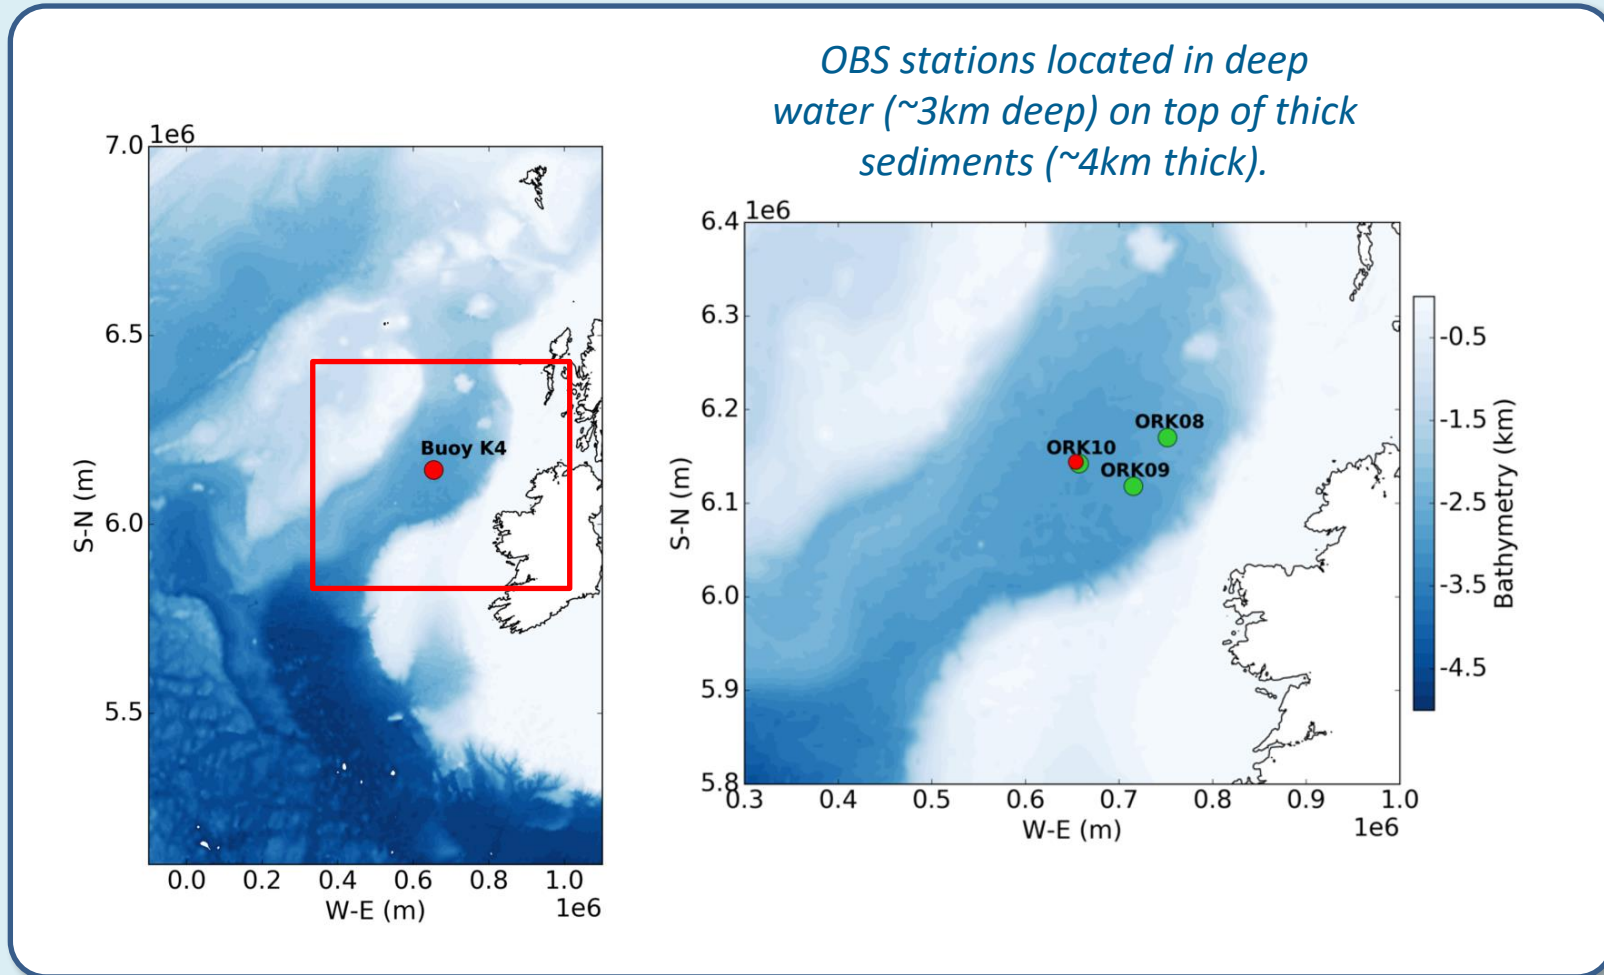 OBS stations located in deep
water (~3km deep) on top of thick
sediments (~4km thick).
1e6
7.0
6.5
6.0
5.5
S-N (m)
Buoy K4
0.0 0.2 0.4 0.6 0.8 1.0
W-E (m)
1e6
1e6
6.4
6.3
6.2
6.1
6.0
5.9
5.8
S-N (m)
ORK08
ORK10
ORK09
0.3 0.4 0.5 0.6 0.7 0.8 0.9 1.0
W-E (m)
1e6
-0.5
-1.5
-2.5
-3.5
-4.5
Bathymetry (km)